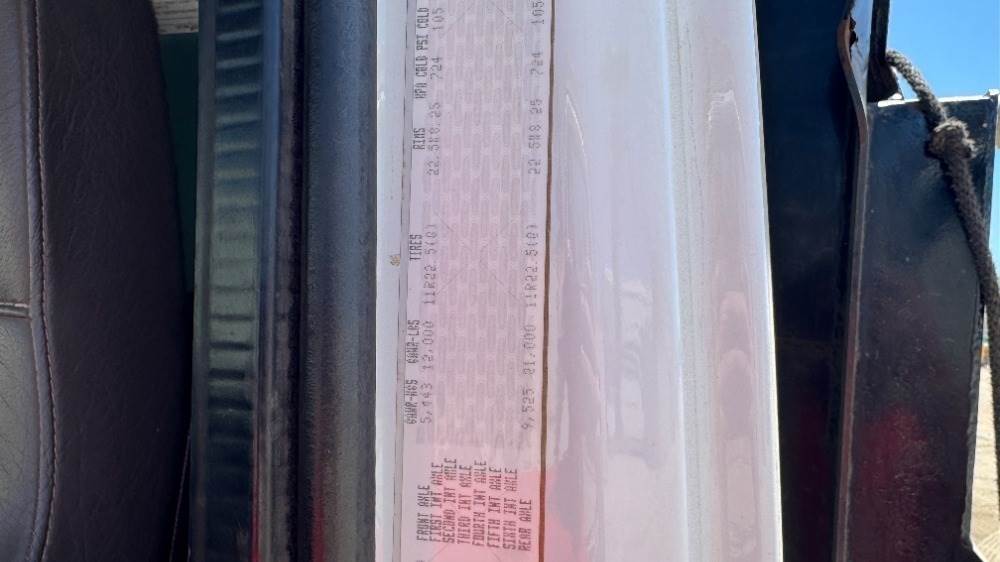 GAWR-KGS GAWR-LBS TIRES RIMS COLD PSI COLD
FRONT AXLE 5,443 12,000 11R22.5(G) 22.5X8.25 724 105
FIRST INT AXLE
SECOND INT AXLE
THIRD INT AXLE
FOURTH INT AXLE
FIFTH INT AXLE
SIXTH INT AXLE
REAR AXLE 9,525 21,000 11R22.5(G) 22.5X8.25 724 105